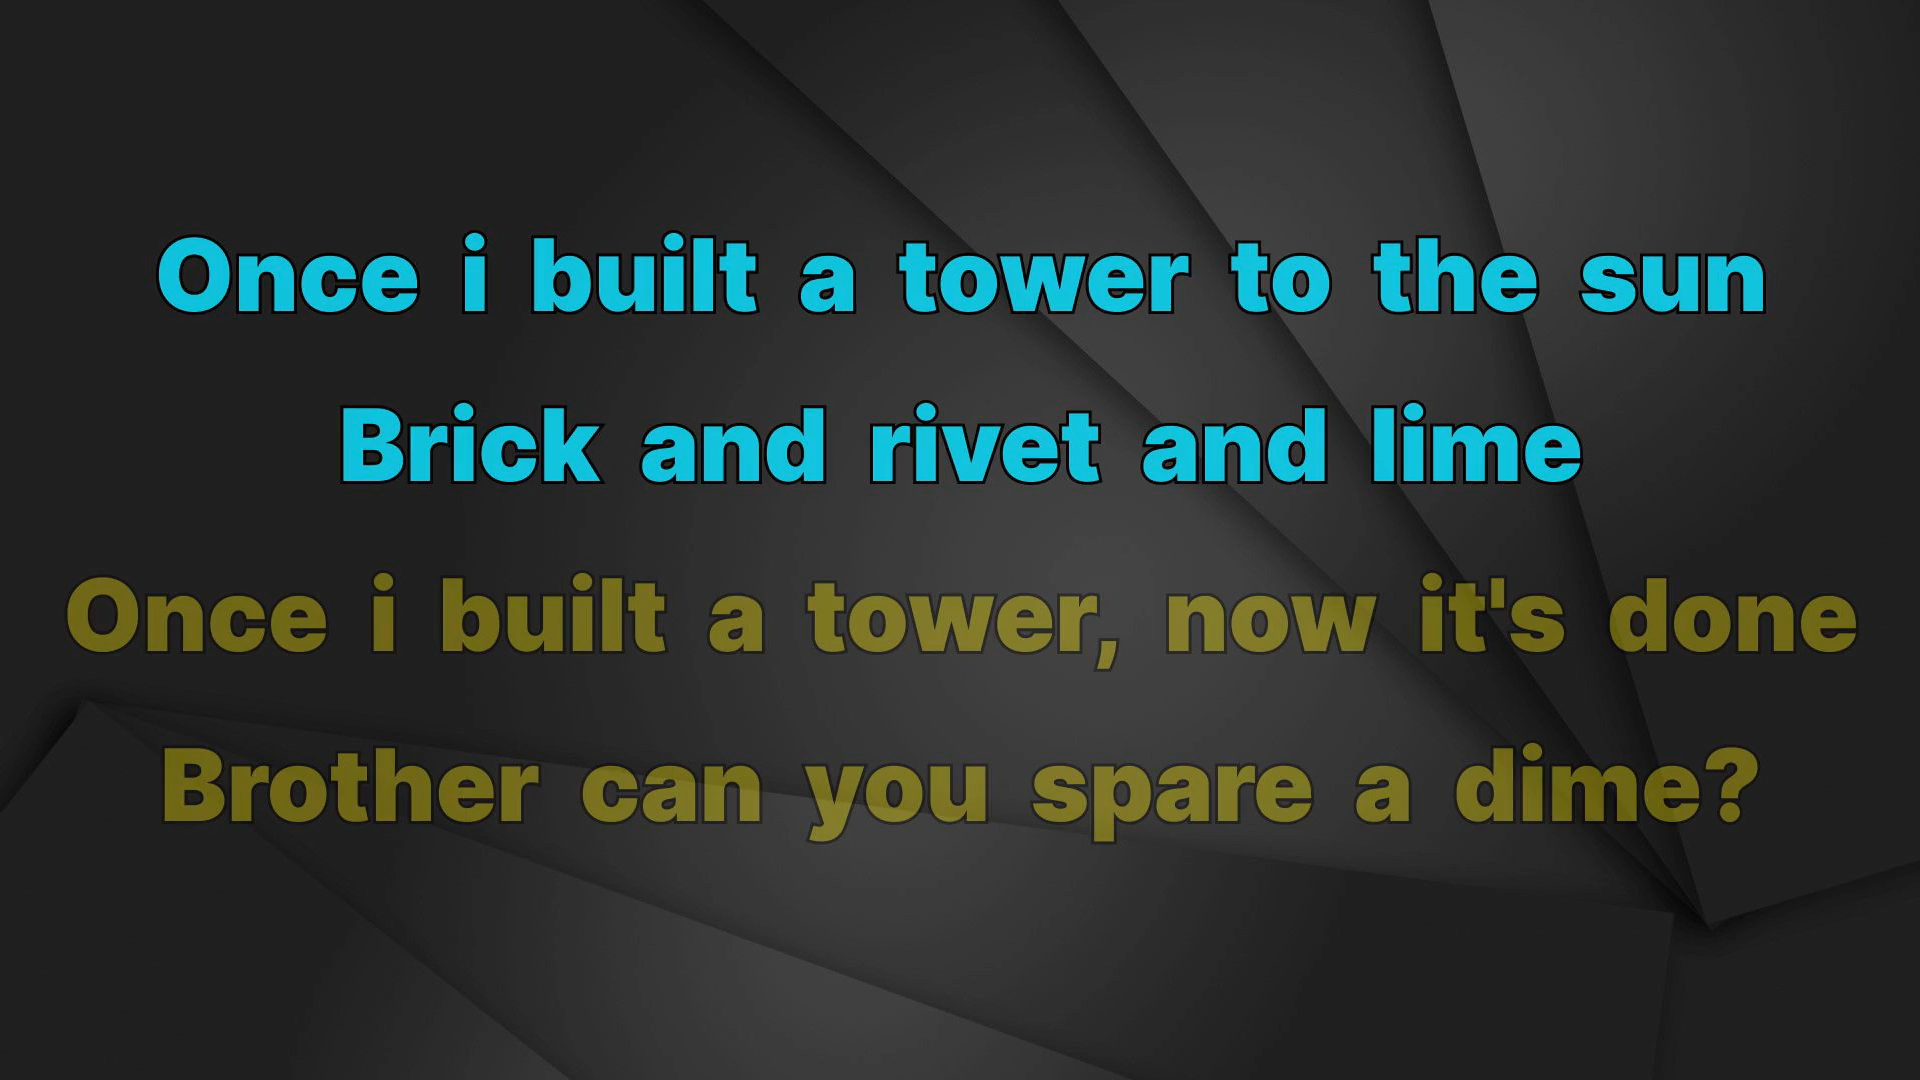 Once i built a tower to the sun
Brick and rivet and lime
Once i built a tower, now it's done
Brother can you spare a dime?